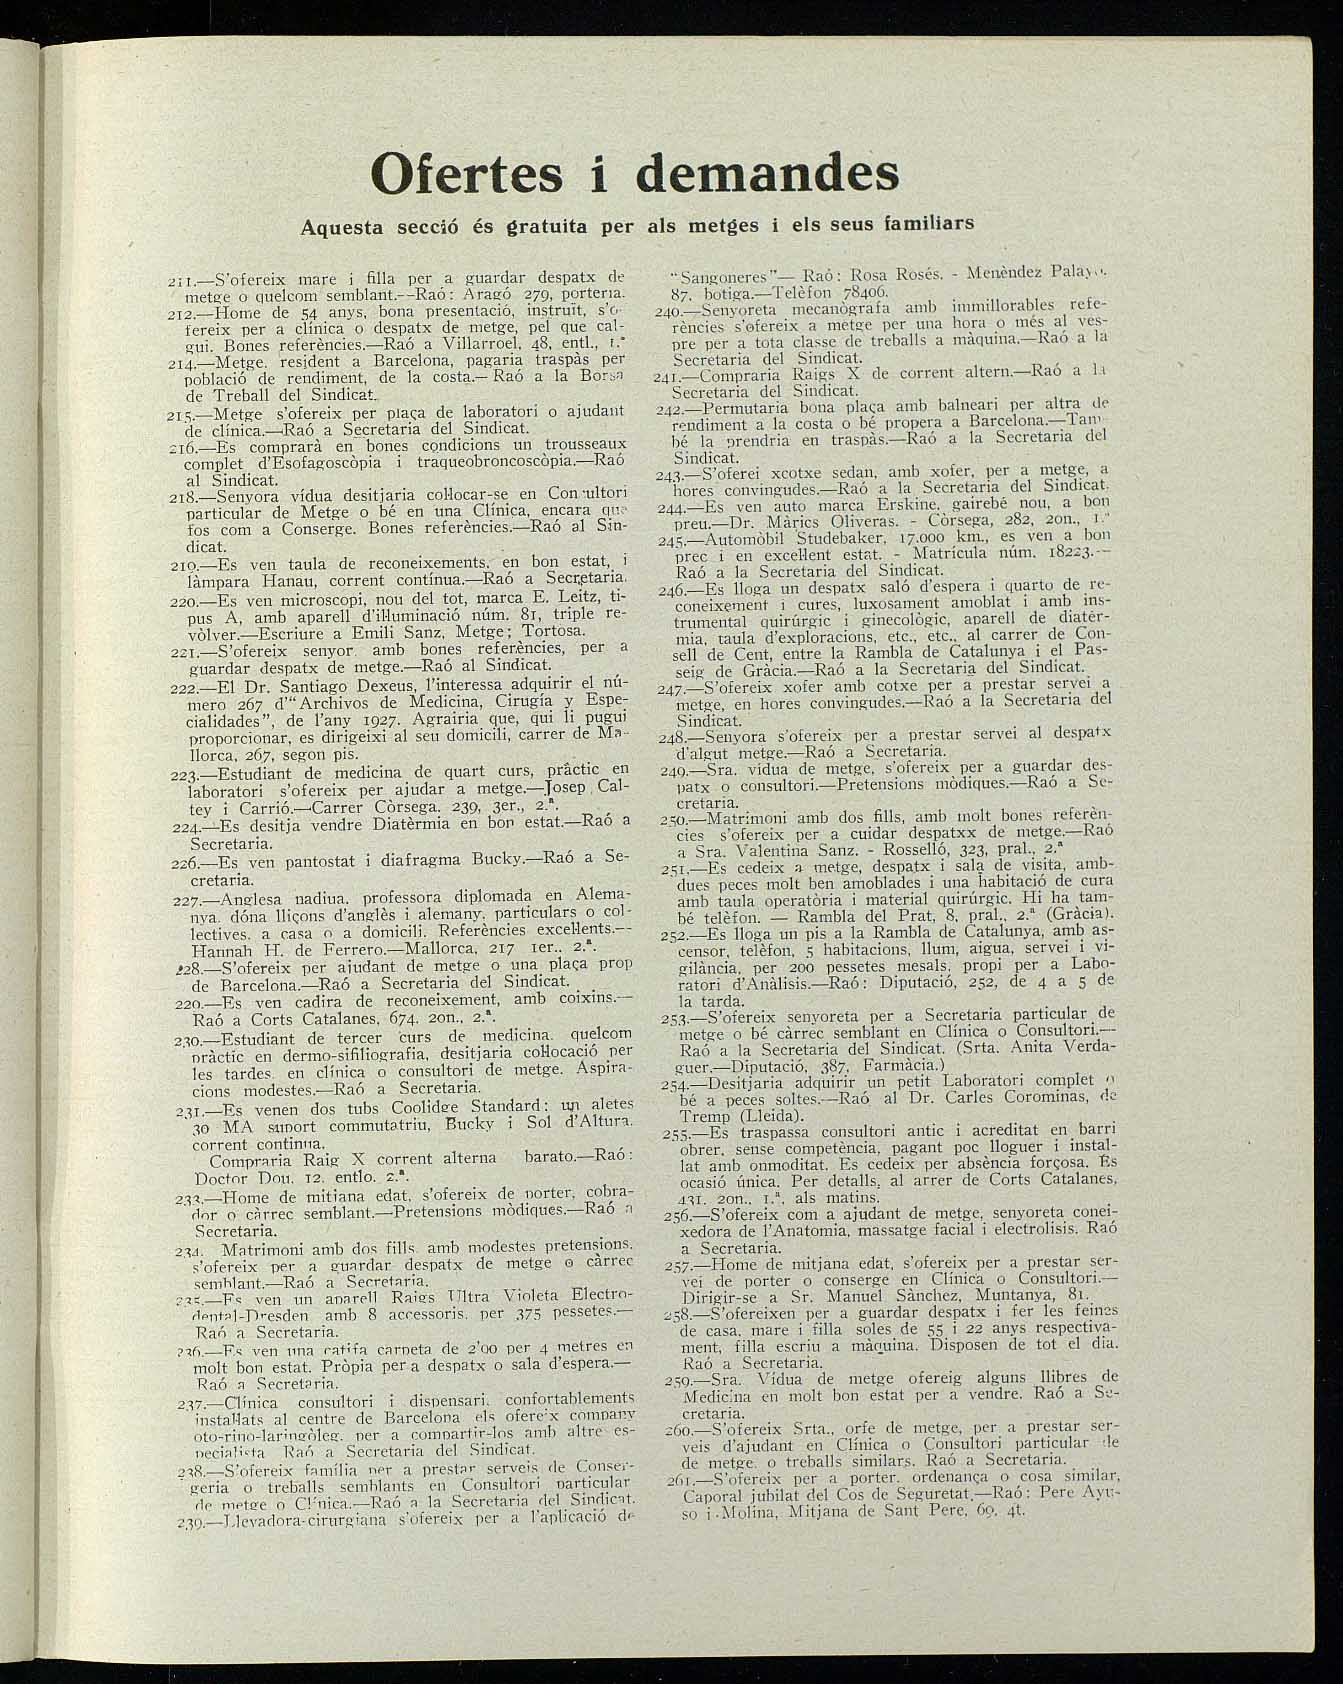 Ofertes i demandes
Aquesta secció és gratuita per als metges i els seus familiars
211.—S'ofereix mare i filla per a guardar despatx de
metge o quelcom semblant.--Raó: Aragó 279, porteria.
212.—Home de 54 anys, bona presentació, instruït, s'o-
fereix per a clínica o despatx de metge, pel que cal-
gui. Bones referències.—Raó a Villarroel, 48, entl., 1.ª
214.—Metge, resident a Barcelona, pagaria traspàs per
població de rendiment, de la costa.—Raó a la Borsa
de Treball del Sindicat.
215.—Metge s'ofereix per plaça de laboratori o ajudant
de clínica.—Raó a Secretaria del Sindicat.
216.—Es comprarà en bones condicions un trousseaux
complet d'Esofagoscòpia i traqueobroncoscòpia.—Raó
al Sindicat.
218.—Senyora vídua desitjaria col·locar-se en Con ultori
particular de Metge o bé en una Clínica, encara que
fos com a Conserge. Bones referències.—Raó al Sin-
dicat.
219.—Es ven taula de reconeixements, en bon estat, i
làmpara Hanau, corrent contínua.—Raó a Secretaria.
220.—Es ven microscopi, nou del tot, marca E. Leitz, ti-
pus A, amb aparell d'il·luminació núm. 81, triple re-
vòlver.—Escriure a Emili Sanz, Metge; Tortosa.
221.—S'ofereix senyor amb bones referències, per a
guardar despatx de metge.—Raó al Sindicat.
222.—El Dr. Santiago Dexeus, l'interessa adquirir el nú-
mero 267 d'"Archivos de Medicina, Cirugía y Espe-
cialidades", de l'any 1927. Agrairia que, qui li pugui
proporcionar, es dirigeixi al seu domicili, carrer de Ma-
llorca, 267, segon pis.
223.—Estudiant de medicina de quart curs, pràctic en
laboratori s'ofereix per ajudar a metge.—Josep Cal-
tey i Carrió.—Carrer Còrsega, 239, 3er., 2.ª.
224.—Es desitja vendre Diatèrmia en bon estat.—Raó a
Secretaria.
226.—Es ven pantostat i diafragma Bucky.—Raó a Se-
cretaria.
227.—Anglesa nadiua, professora diplomada en Alema-
nya, dóna lliçons d'anglès i alemany, particulars o col-
lectives, a casa o a domicili. Referències excel·lents.--
Hannah H. de Ferrero.—Mallorca, 217 1er.. 2.ª.
228.—S'ofereix per ajudant de metge o una plaça prop
de Barcelona.—Raó a Secretaria del Sindicat.
229.—Es ven cadira de reconeixement, amb coixins.—
Raó a Corts Catalanes, 674, 2on., 2.ª.
230.—Estudiant de tercer curs de medicina, quelcom
pràctic en dermo-sifiliografia, desitjaria col·locació per
les tardes, en clínica o consultori de metge. Aspira-
cions modestes.—Raó a Secretaria.
231.—Es venen dos tubs Coolidge Standard: un aletes
30 MA suport commutatriu, Bucky i Sol d'Altura,
corrent continua.
Compraria Raig X corrent alterna barato.—Raó:
Doctor Dou, 12, entlo. 2.ª.
233.—Home de mitjana edat, s'ofereix de porter, cobra-
dor o càrrec semblant.—Pretensions mòdiques.—Raó a
Secretaria.
234. Matrimoni amb dos fills, amb modestes pretensions,
s'ofereix per a guardar despatx de metge o càrrec
semblant.—Raó a Secretaria.
235.—Es ven un aparell Raigs Ultra Violeta Electro-
dental-Dresden amb 8 accessoris, per 375 pessetes.—
Raó a Secretaria.
236.—Es ven una catifa carpeta de 2'90 per 4 metres en
molt bon estat. Pròpia per a despatx o sala d'espera.—
Raó a Secretaria.
237.—Clínica consultori i dispensari, confortablements
instal·lats al centre de Barcelona els ofereix company
oto-rino-laringòleg, per a compartir-los amb altre es-
pecialista Raó a Secretaria del Sindicat.
238.—S'ofereix família per a prestar serveis de Conser-
geria o treballs semblants en Consultori particular
de metge o Clínica.—Raó a la Secretaria del Sindicat.
239.—Llevadora-cirurgiana s'ofereix per a l'aplicació de
"Sangoneres"— Raó: Rosa Rosés. - Menèndez Palayo,
87, botiga.—Telèfon 78406.
240.—Senyoreta mecanògrafa amb immillorables refe-
rències s'ofereix a metge per una hora o més al ves-
pre per a tota classe de treballs a màquina.—Raó a la
Secretaria del Sindicat.
241.—Compraria Raigs X de corrent altern.—Raó a la
Secretaria del Sindicat.
242.—Permutaria bona plaça amb balneari per altra de
rendiment a la costa o bé propera a Barcelona.—Tam-
bé la prendria en traspàs.—Raó a la Secretaria del
Sindicat.
243.—S'oferei xcotxe sedan, amb xofer, per a metge, a
hores convingudes.—Raó a la Secretaria del Sindicat.
244.—Es ven auto marca Erskine, gairebé nou, a bon
preu.—Dr. Màrics Oliveras. - Còrsega, 282, 2on., 1.ª
245.—Automòbil Studebaker, 17.000 km., es ven a bon
prec i en excel·lent estat. - Matrícula núm. 18223.—
Raó a la Secretaria del Sindicat.
246.—Es lloga un despatx saló d'espera i quarto de re-
coneixement i cures, luxosament amoblat i amb ins-
trumental quirúrgic i ginecològic, aparell de diatèr-
mia, taula d'exploracions, etc., etc., al carrer de Con-
sell de Cent, entre la Rambla de Catalunya i el Pas-
seig de Gràcia.—Raó a la Secretaria del Sindicat.
247.—S'ofereix xofer amb cotxe per a prestar servei a
metge, en hores convingudes.—Raó a la Secretaria del
Sindicat.
248.—Senyora s'ofereix per a prestar servei al despatx
d'algut metge.—Raó a Secretaria.
249.—Sra. vídua de metge, s'ofereix per a guardar des-
patx o consultori.—Pretensions mòdiques.—Raó a Se-
cretaria.
250.—Matrimoni amb dos fills, amb molt bones referèn-
cies s'ofereix per a cuidar despatxx de metge.—Raó
a Sra. Valentina Sanz. - Rosselló, 323, pral., 2.ª
251.—Es cedeix a metge, despatx i sala de visita, amb-
dues peces molt ben amoblades i una habitació de cura
amb taula operatòria i material quirúrgic. Hi ha tam-
bé telèfon. — Rambla del Prat, 8, pral., 2.ª (Gràcia).
252.—Es lloga un pis a la Rambla de Catalunya, amb as-
censor, telèfon, 5 habitacions, llum, aigua, servei i vi-
gilància, per 200 pessetes mesals, propi per a Labo-
ratori d'Anàlisis.—Raó: Diputació, 252, de 4 a 5 de
la tarda.
253.—S'ofereix senyoreta per a Secretaria particular de
metge o bé càrrec semblant en Clínica o Consultori.—
Raó a la Secretaria del Sindicat. (Srta. Anita Verda-
guer.—Diputació, 387, Farmàcia.)
254.—Desitjaria adquirir un petit Laboratori complet o
bé a peces soltes.—Raó al Dr. Carles Corominas, de
Tremp (Lleida).
255.—Es traspassa consultori antic i acreditat en barri
obrer, sense competència, pagant poc lloguer i instal-
lat amb onmoditat. Es cedeix per absència forçosa. És
ocasió única. Per detalls, al arrer de Corts Catalanes,
431, 2on., 1.ª, als matins.
256.—S'ofereix com a ajudant de metge, senyoreta conei-
xedora de l'Anatomia, massatge facial i electrolisis. Raó
a Secretaria.
257.—Home de mitjana edat, s'ofereix per a prestar ser-
vei de porter o conserge en Clínica o Consultori.—
Dirigir-se a Sr. Manuel Sànchez, Muntanya, 81.
258.—S'ofereixen per a guardar despatx i fer les feines
de casa, mare i filla soles de 55 i 22 anys respectiva-
ment, filla escriu a màquina. Disposen de tot el dia.
Raó a Secretaria.
259.—Sra. Vídua de metge ofereig alguns llibres de
Medicina en molt bon estat per a vendre. Raó a Se-
cretaria.
260.—S'ofereix Srta., orfe de metge, per a prestar ser-
veis d'ajudant en Clínica o Consultori particular de
de metge, o treballs similars. Raó a Secretaria.
261.—S'ofereix per a porter, ordenança o cosa similar,
Caporal jubilat del Cos de Seguretat.—Raó: Pere Ayu-
so i Molina, Mitjana de Sant Pere, 69, 4t.